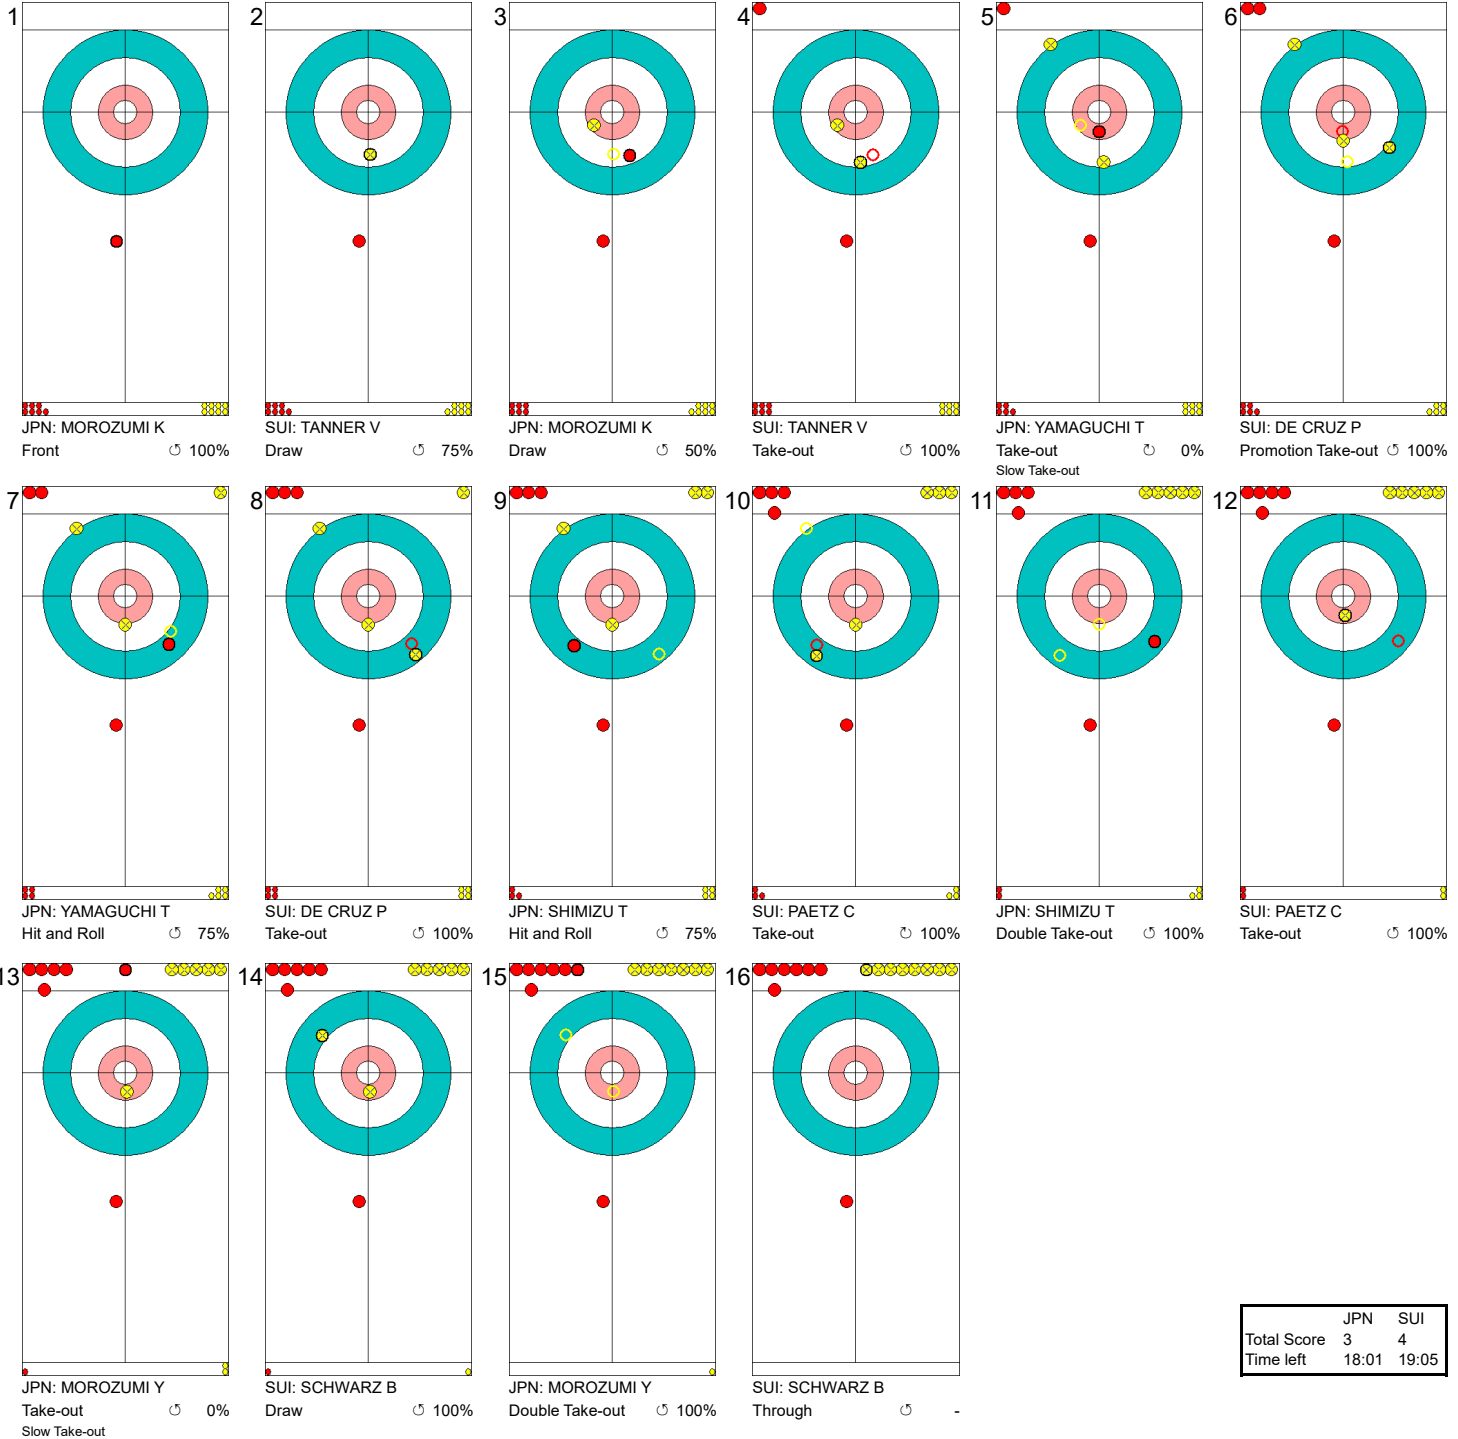 1 2 3 4 5 6
JPN: MOROZUMI K SUI: TANNER V JPN: MOROZUMI K SUI: TANNER V JPN: YAMAGUCHI T SUI: DE CRUZ P
Front 100% Draw 75% Draw 50% Take-out 100% Take-out 0% Promotion Take-out 100%
Slow Take-out
7 8 9 10 11 12
JPN: YAMAGUCHI T SUI: DE CRUZ P JPN: SHIMIZU T SUI: PAETZ C JPN: SHIMIZU T SUI: PAETZ C
Hit and Roll 75% Take-out 100% Hit and Roll 75% Take-out 100% Double Take-out 100% Take-out 100%
13 14 15 16
JPN: MOROZUMI Y SUI: SCHWARZ B JPN: MOROZUMI Y SUI: SCHWARZ B
Take-out 0% Draw 100% Double Take-out 100% Through -
Slow Take-out
JPN SUI
Total Score 3 4
Time left 18:01 19:05